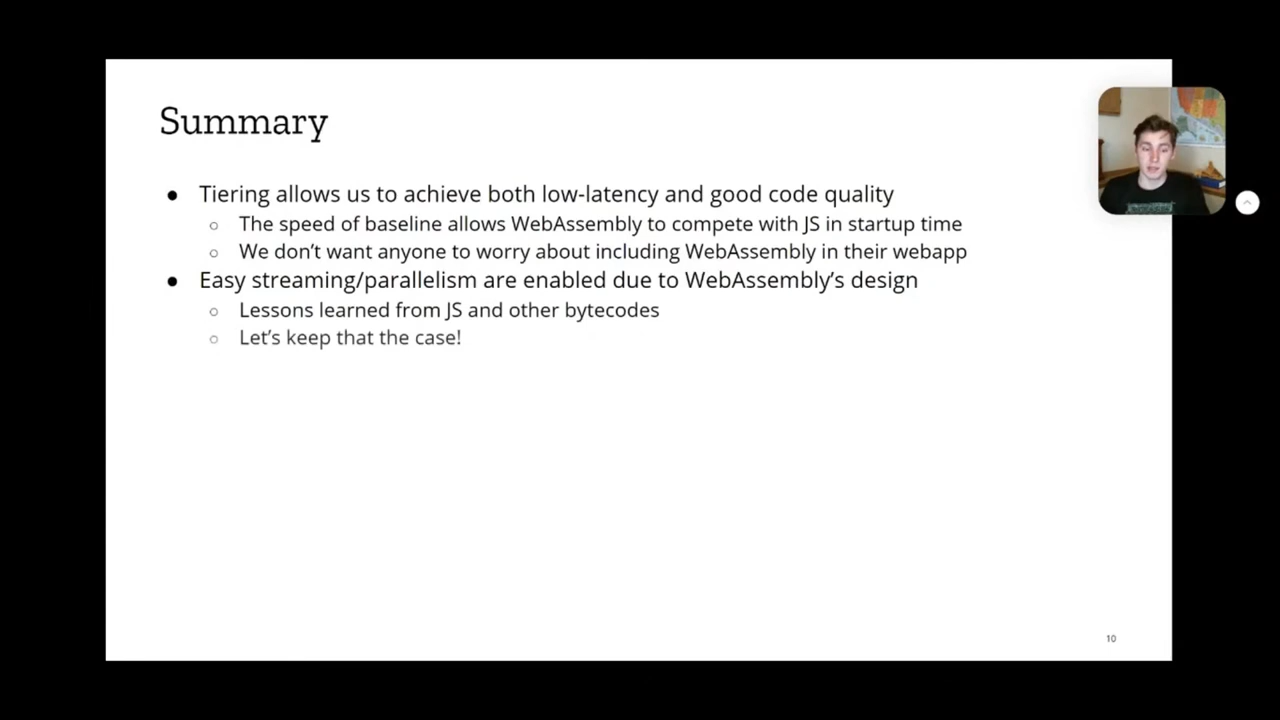 Summary
● Tiering allows us to achieve both low-latency and good code quality
○ The speed of baseline allows WebAssembly to compete with JS in startup time
○ We don’t want anyone to worry about including WebAssembly in their webapp
● Easy streaming/parallelism are enabled due to WebAssembly’s design
○ Lessons learned from JS and other bytecodes
○ Let’s keep that the case!
10